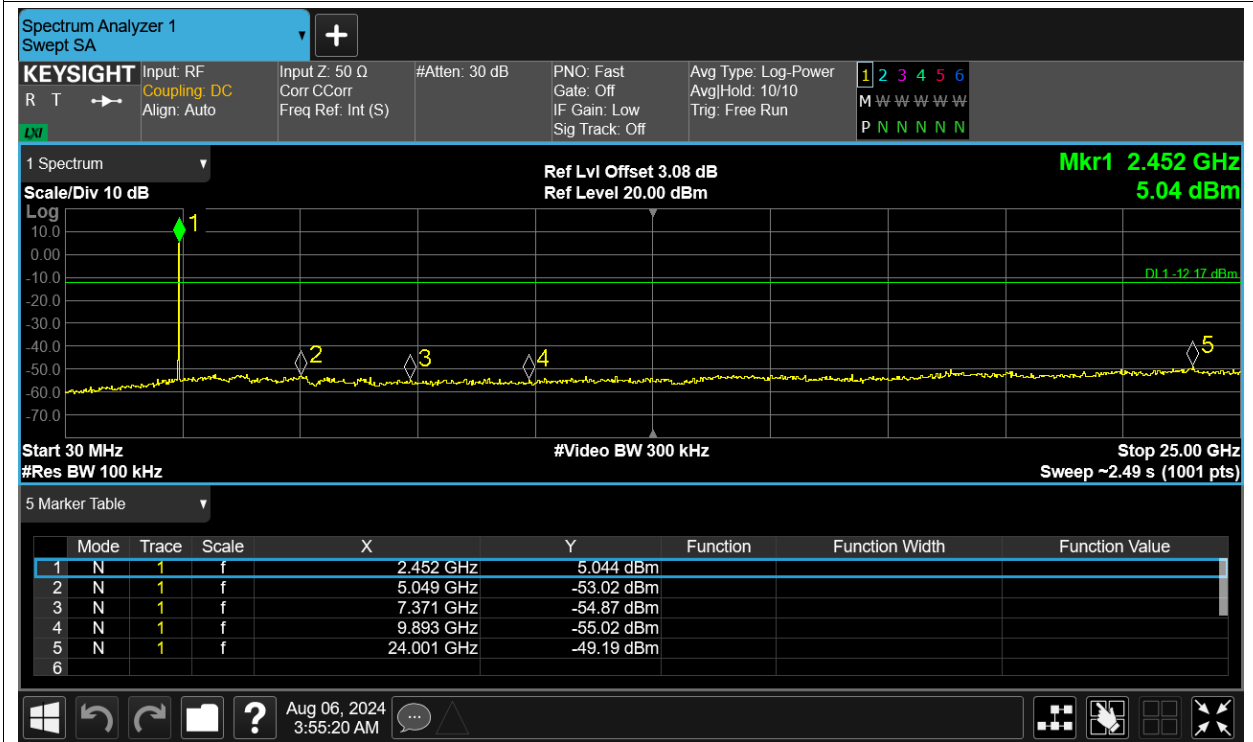 Spectrum Analyzer 1
Swept SA
KEYSIGHT Input: RF Input Z: 50 Ω #Atten: 30 dB PNO: Fast Avg Type: Log-Power 1 2 3 4 5 6
R T Coupling: DC Corr CCorr Gate: Off Avg|Hold: 10/10 M W W W W W
Align: Auto Freq Ref: Int (S) IF Gain: Low Trig: Free Run
LXI Sig Track: Off P N N N N N
1 Spectrum Ref Lvl Offset 3.08 dB Mkr1 2.452 GHz
Scale/Div 10 dB Ref Level 20.00 dBm 5.04 dBm
Log
1
10.0
0.00
-10.0 DL1 -12.17 dBm
-20.0
-30.0
-40.0 2 3 4 5
-50.0
-60.0
-70.0
Start 30 MHz #Video BW 300 kHz Stop 25.00 GHz
#Res BW 100 kHz Sweep ~2.49 s (1001 pts)
5 Marker Table
Mode Trace Scale X Y Function Function Width Function Value
1 N 1 f 2.452 GHz 5.044 dBm
2 N 1 f 5.049 GHz -53.02 dBm
3 N 1 f 7.371 GHz -54.87 dBm
4 N 1 f 9.893 GHz -55.02 dBm
5 N 1 f 24.001 GHz -49.19 dBm
6
? Aug 06, 2024
3:55:20 AM